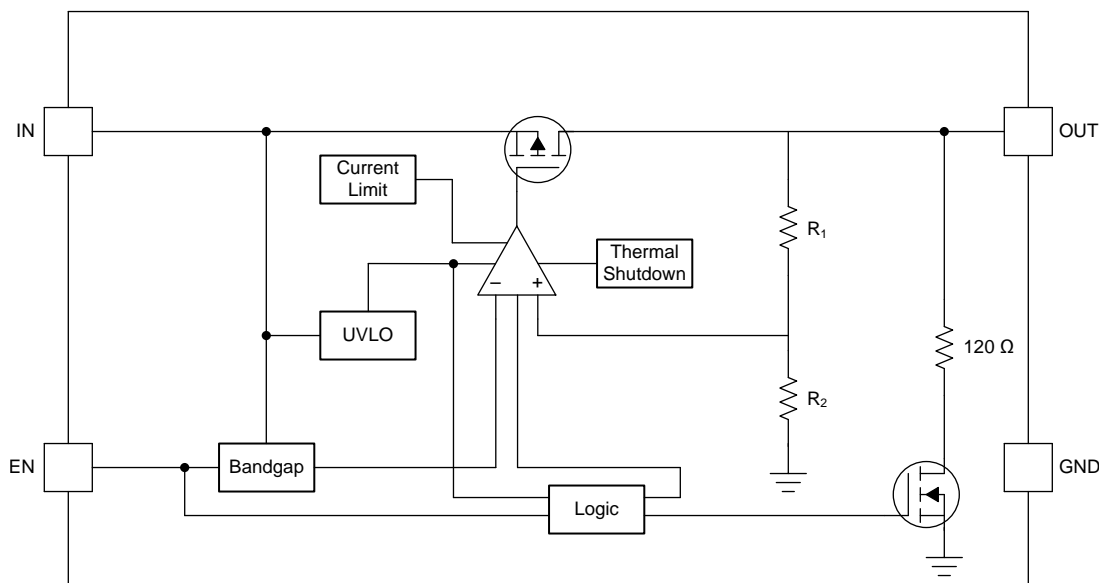 IN
OUT
Current
Limit
R₁
Thermal
Shutdown
− +
UVLO
120 Ω
R₂
EN
Bandgap
GND
Logic